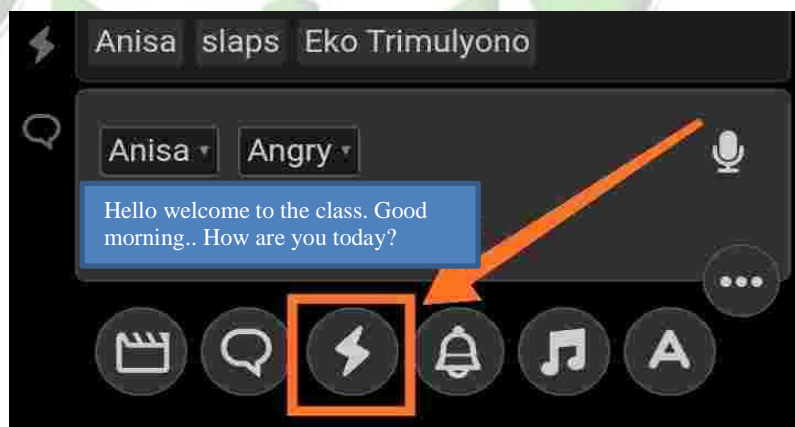 Anisa slaps Eko Trimulyono
Anisa Angry
Hello welcome to the class. Good
morning.. How are you today?
A